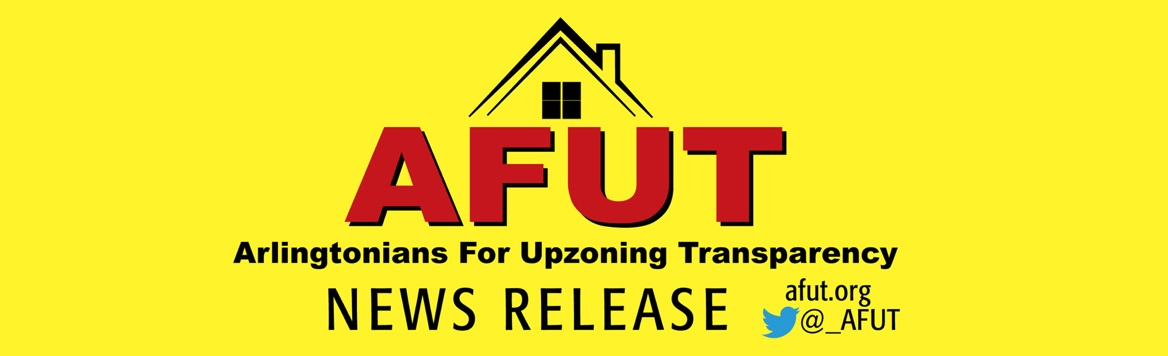 AFUT
Arlingtonians For Upzoning Transparency
NEWS RELEASE
afut.org
@_AFUT